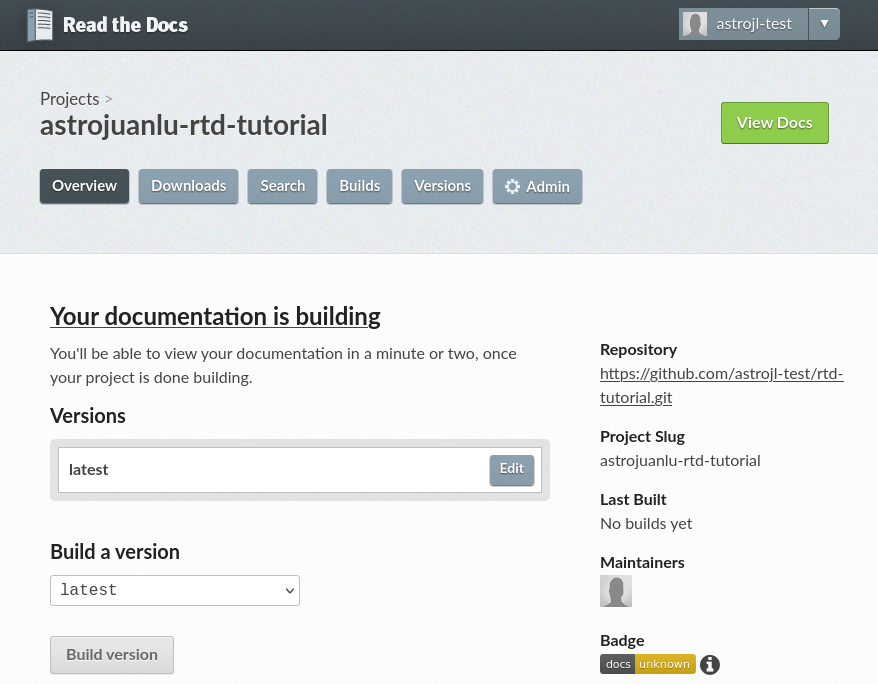 Read the Docs
astrojl-test
Projects >
astrojuanlu-rtd-tutorial
View Docs
Overview
Downloads
Search
Builds
Versions
Admin
Your documentation is building
You'll be able to view your documentation in a minute or two, once
your project is done building.
Versions
latest
Edit
Build a version
latest
Build version
Repository
https://github.com/astrojl-test/rtd-
tutorial.git
Project Slug
astrojuanlu-rtd-tutorial
Last Built
No builds yet
Maintainers
Badge
docs unknown